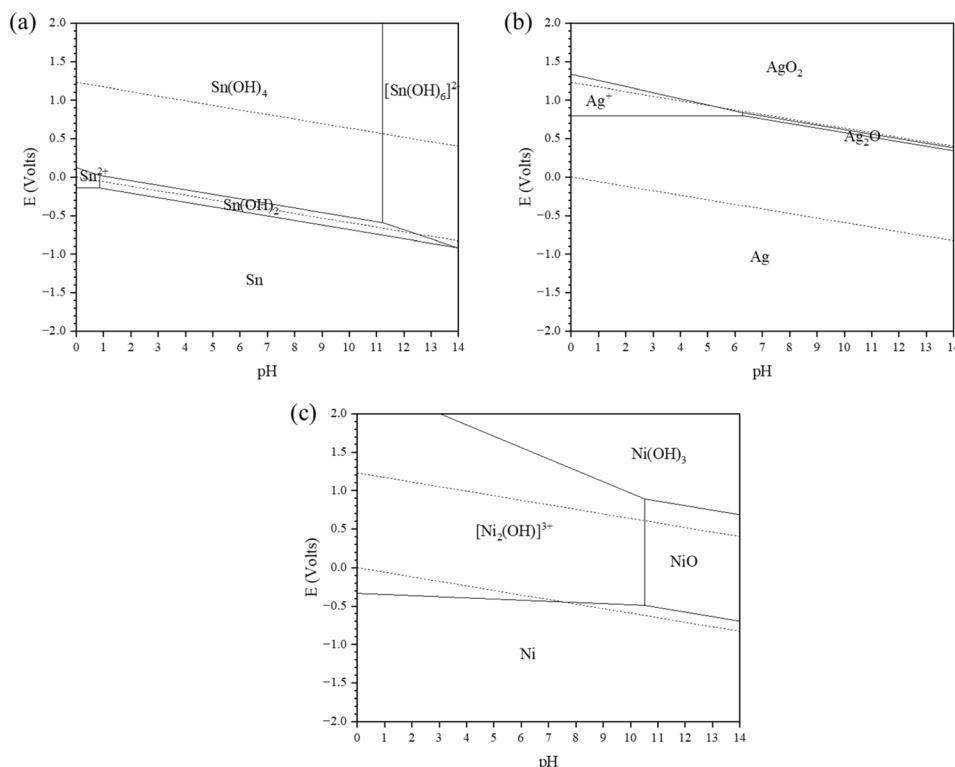 (a)
2.0
1.5
1.0
0.5
0.0
−0.5
−1.0
−1.5
−2.0
E (Volts)
Sn(OH)4
[Sn(OH)6]2-
Sn2+
Sn(OH)2
Sn
0 1 2 3 4 5 6 7 8 9 10 11 12 13 14
pH
(b)
2.0
1.5
1.0
0.5
0.0
−0.5
−1.0
−1.5
−2.0
E (Volts)
AgO2
Ag+
Ag2O
Ag
0 1 2 3 4 5 6 7 8 9 10 11 12 13 14
pH
(c)
2.0
1.5
1.0
0.5
0.0
−0.5
−1.0
−1.5
−2.0
E (Volts)
Ni(OH)3
[Ni2(OH)]3+
NiO
Ni
0 1 2 3 4 5 6 7 8 9 10 11 12 13 14
pH